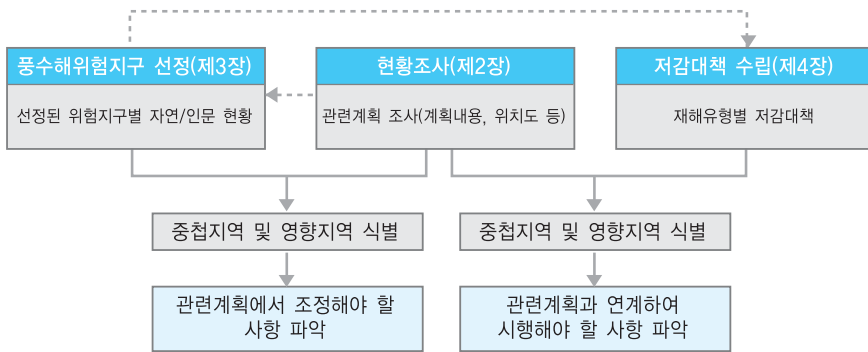 풍수해위험지구 선정(제3장)
선정된 위험지구별 자연/인문 현황
현황조사(제2장)
관련계획 조사(계획내용, 위치도 등)
저감대책 수립(제4장)
재해유형별 저감대책
중첩지역 및 영향지역 식별
중첩지역 및 영향지역 식별
관련계획에서 조정해야 할
사항 파악
관련계획과 연계하여
시행해야 할 사항 파악